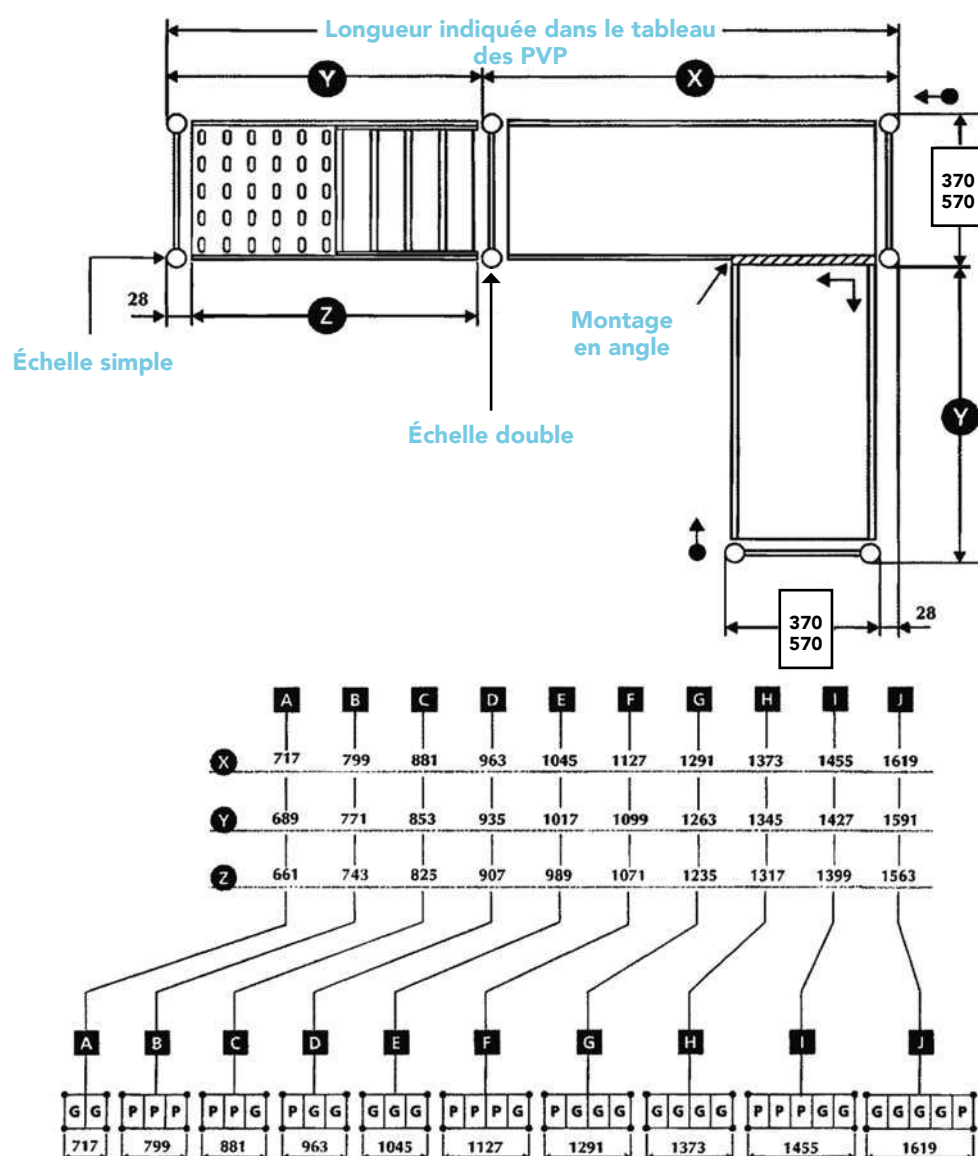 Longueur indiquée dans le tableau
des PVP
Y
X
370
570
28
Z
Échelle simple
Montage
en angle
Échelle double
Y
370
570
28
A B C D E F G H I J
X 717 799 881 963 1045 1127 1291 1373 1455 1619
Y 689 771 853 935 1017 1099 1263 1345 1427 1591
Z 661 743 825 907 989 1071 1235 1317 1399 1563
A B C D E F G H I J
G G P P P P P G P G G G G G P P P G P G G G G G G G P P P G G G G G G P
717 799 881 963 1045 1127 1291 1373 1455 1619